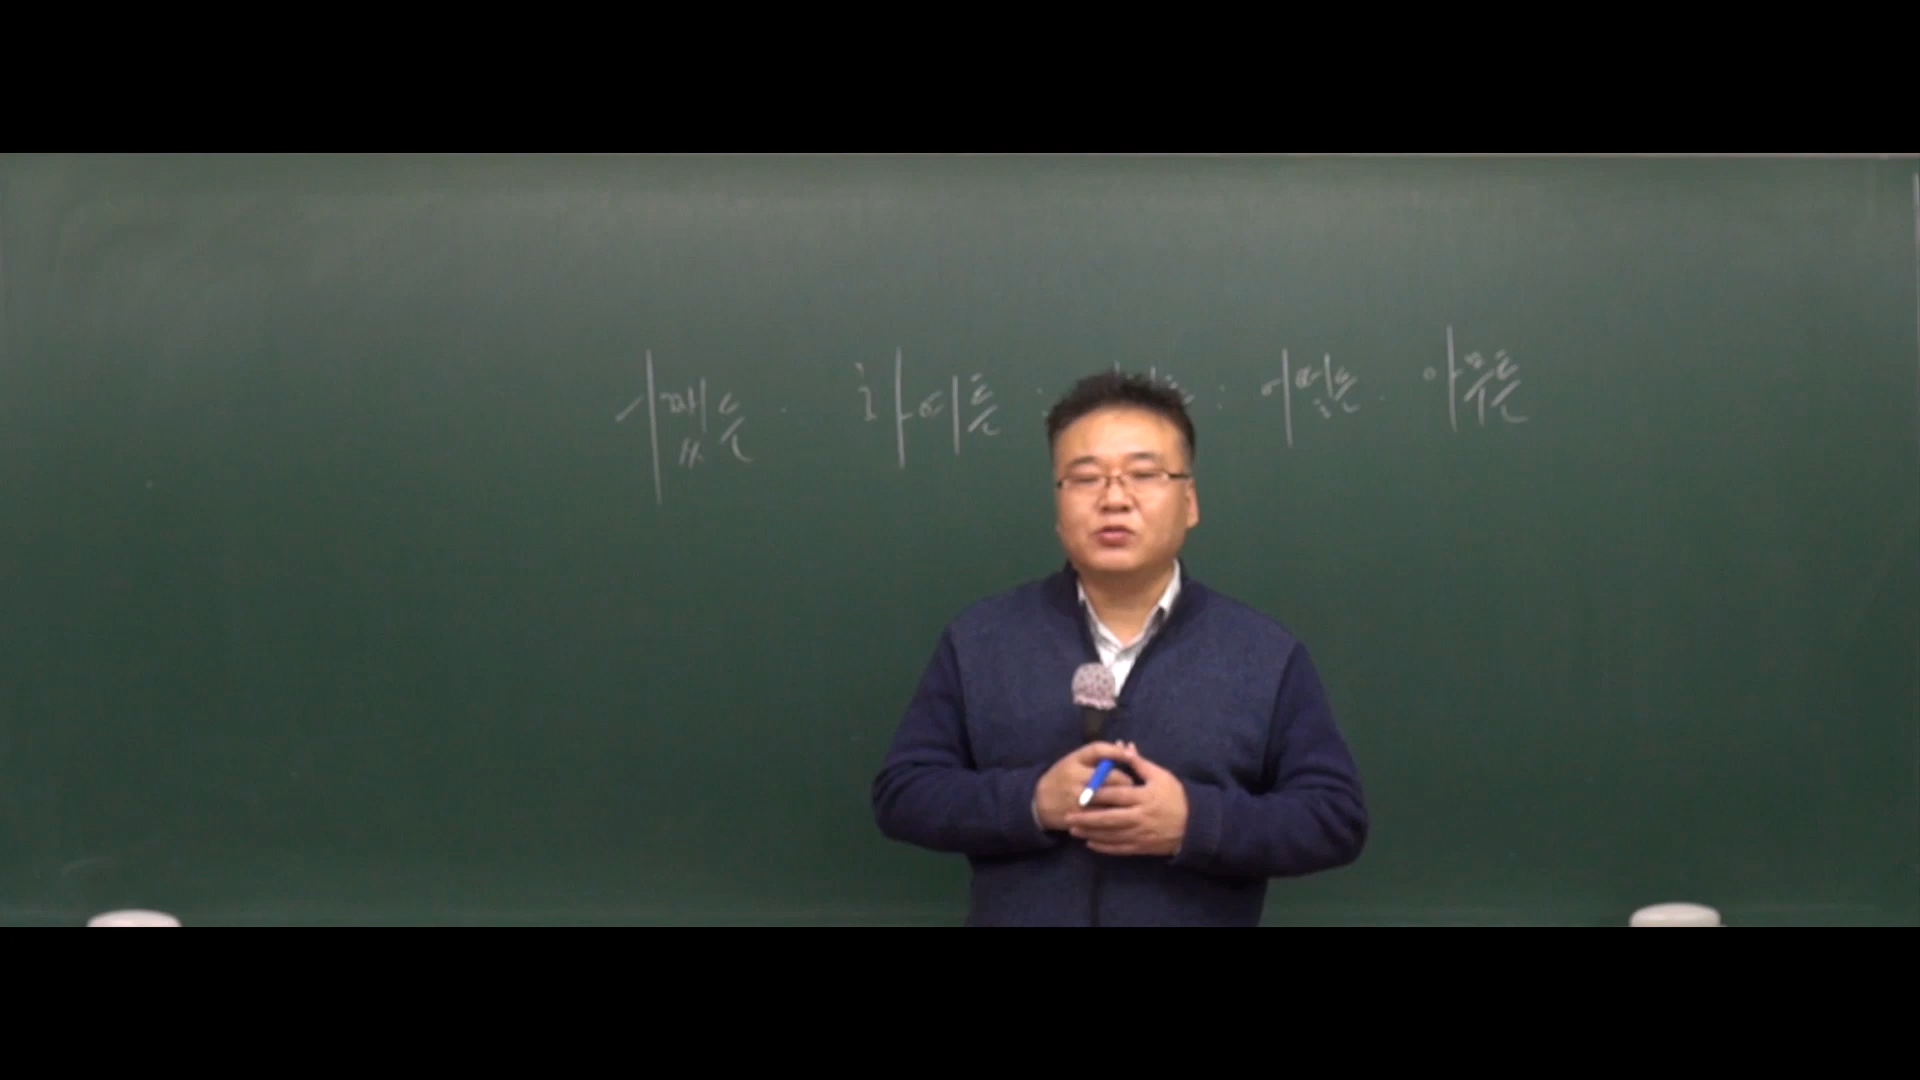 어쨌든 . 하여튼 : : 어떻든 . 아무튼